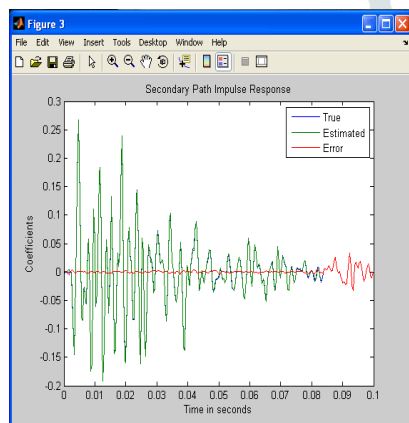 Figure 3
File Edit View Insert Tools Desktop Window Help
Secondary Path Impulse Response
0.3
0.25
0.2
0.15
0.1
0.05
0
-0.05
-0.1
-0.15
-0.2
Coefficients
True
Estimated
Error
0 0.01 0.02 0.03 0.04 0.05 0.06 0.07 0.08 0.09 0.1
Time in seconds